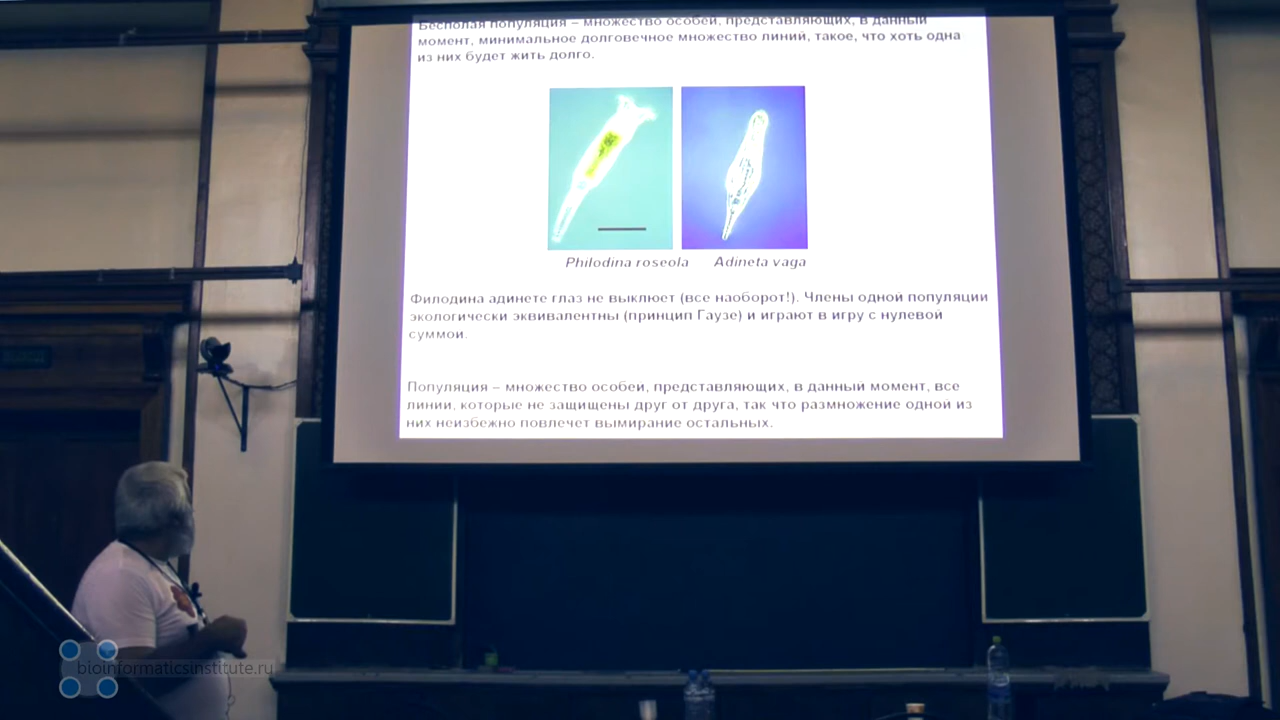 Бесполая популяция – множество особей, представляющих, в данный
момент, минимальное долговечное множество линий, такое, что хоть одна
из них будет жить долго.
Philodina roseola Adineta vaga
Филодина адинете глаз не выклюет (все наоборот!). Члены одной популяции
экологически эквивалентны (принцип Гаузе) и играют в игру с нулевой
суммой.
Популяция – множество особей, представляющих, в данный момент, все
линии, которые не защищены друг от друга, так что размножение одной из
них неизбежно повлечет вымирание остальных.
bioinformaticsinstitute.ru